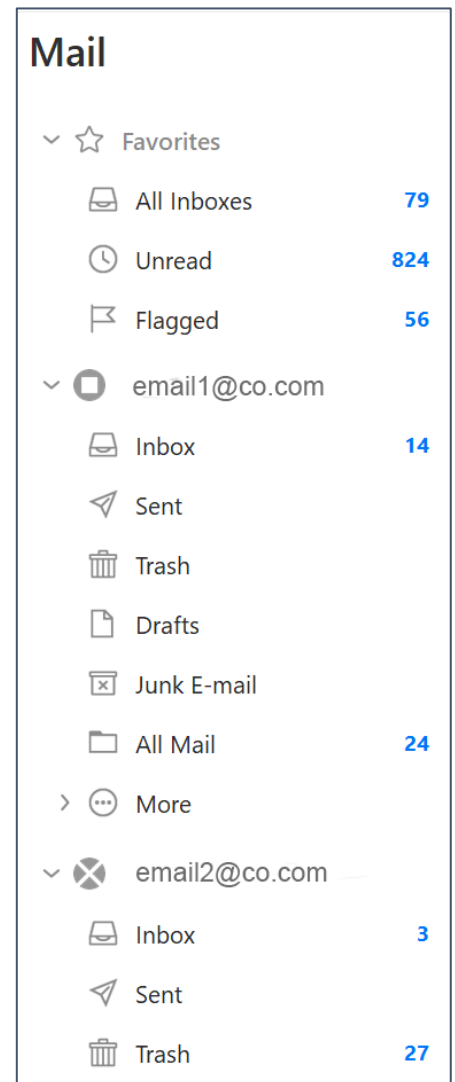 Mail
Favorites
All Inboxes 79
Unread 824
Flagged 56
email1@co.com
Inbox 14
Sent
Trash
Drafts
Junk E-mail
All Mail 24
More
email2@co.com
Inbox 3
Sent
Trash 27